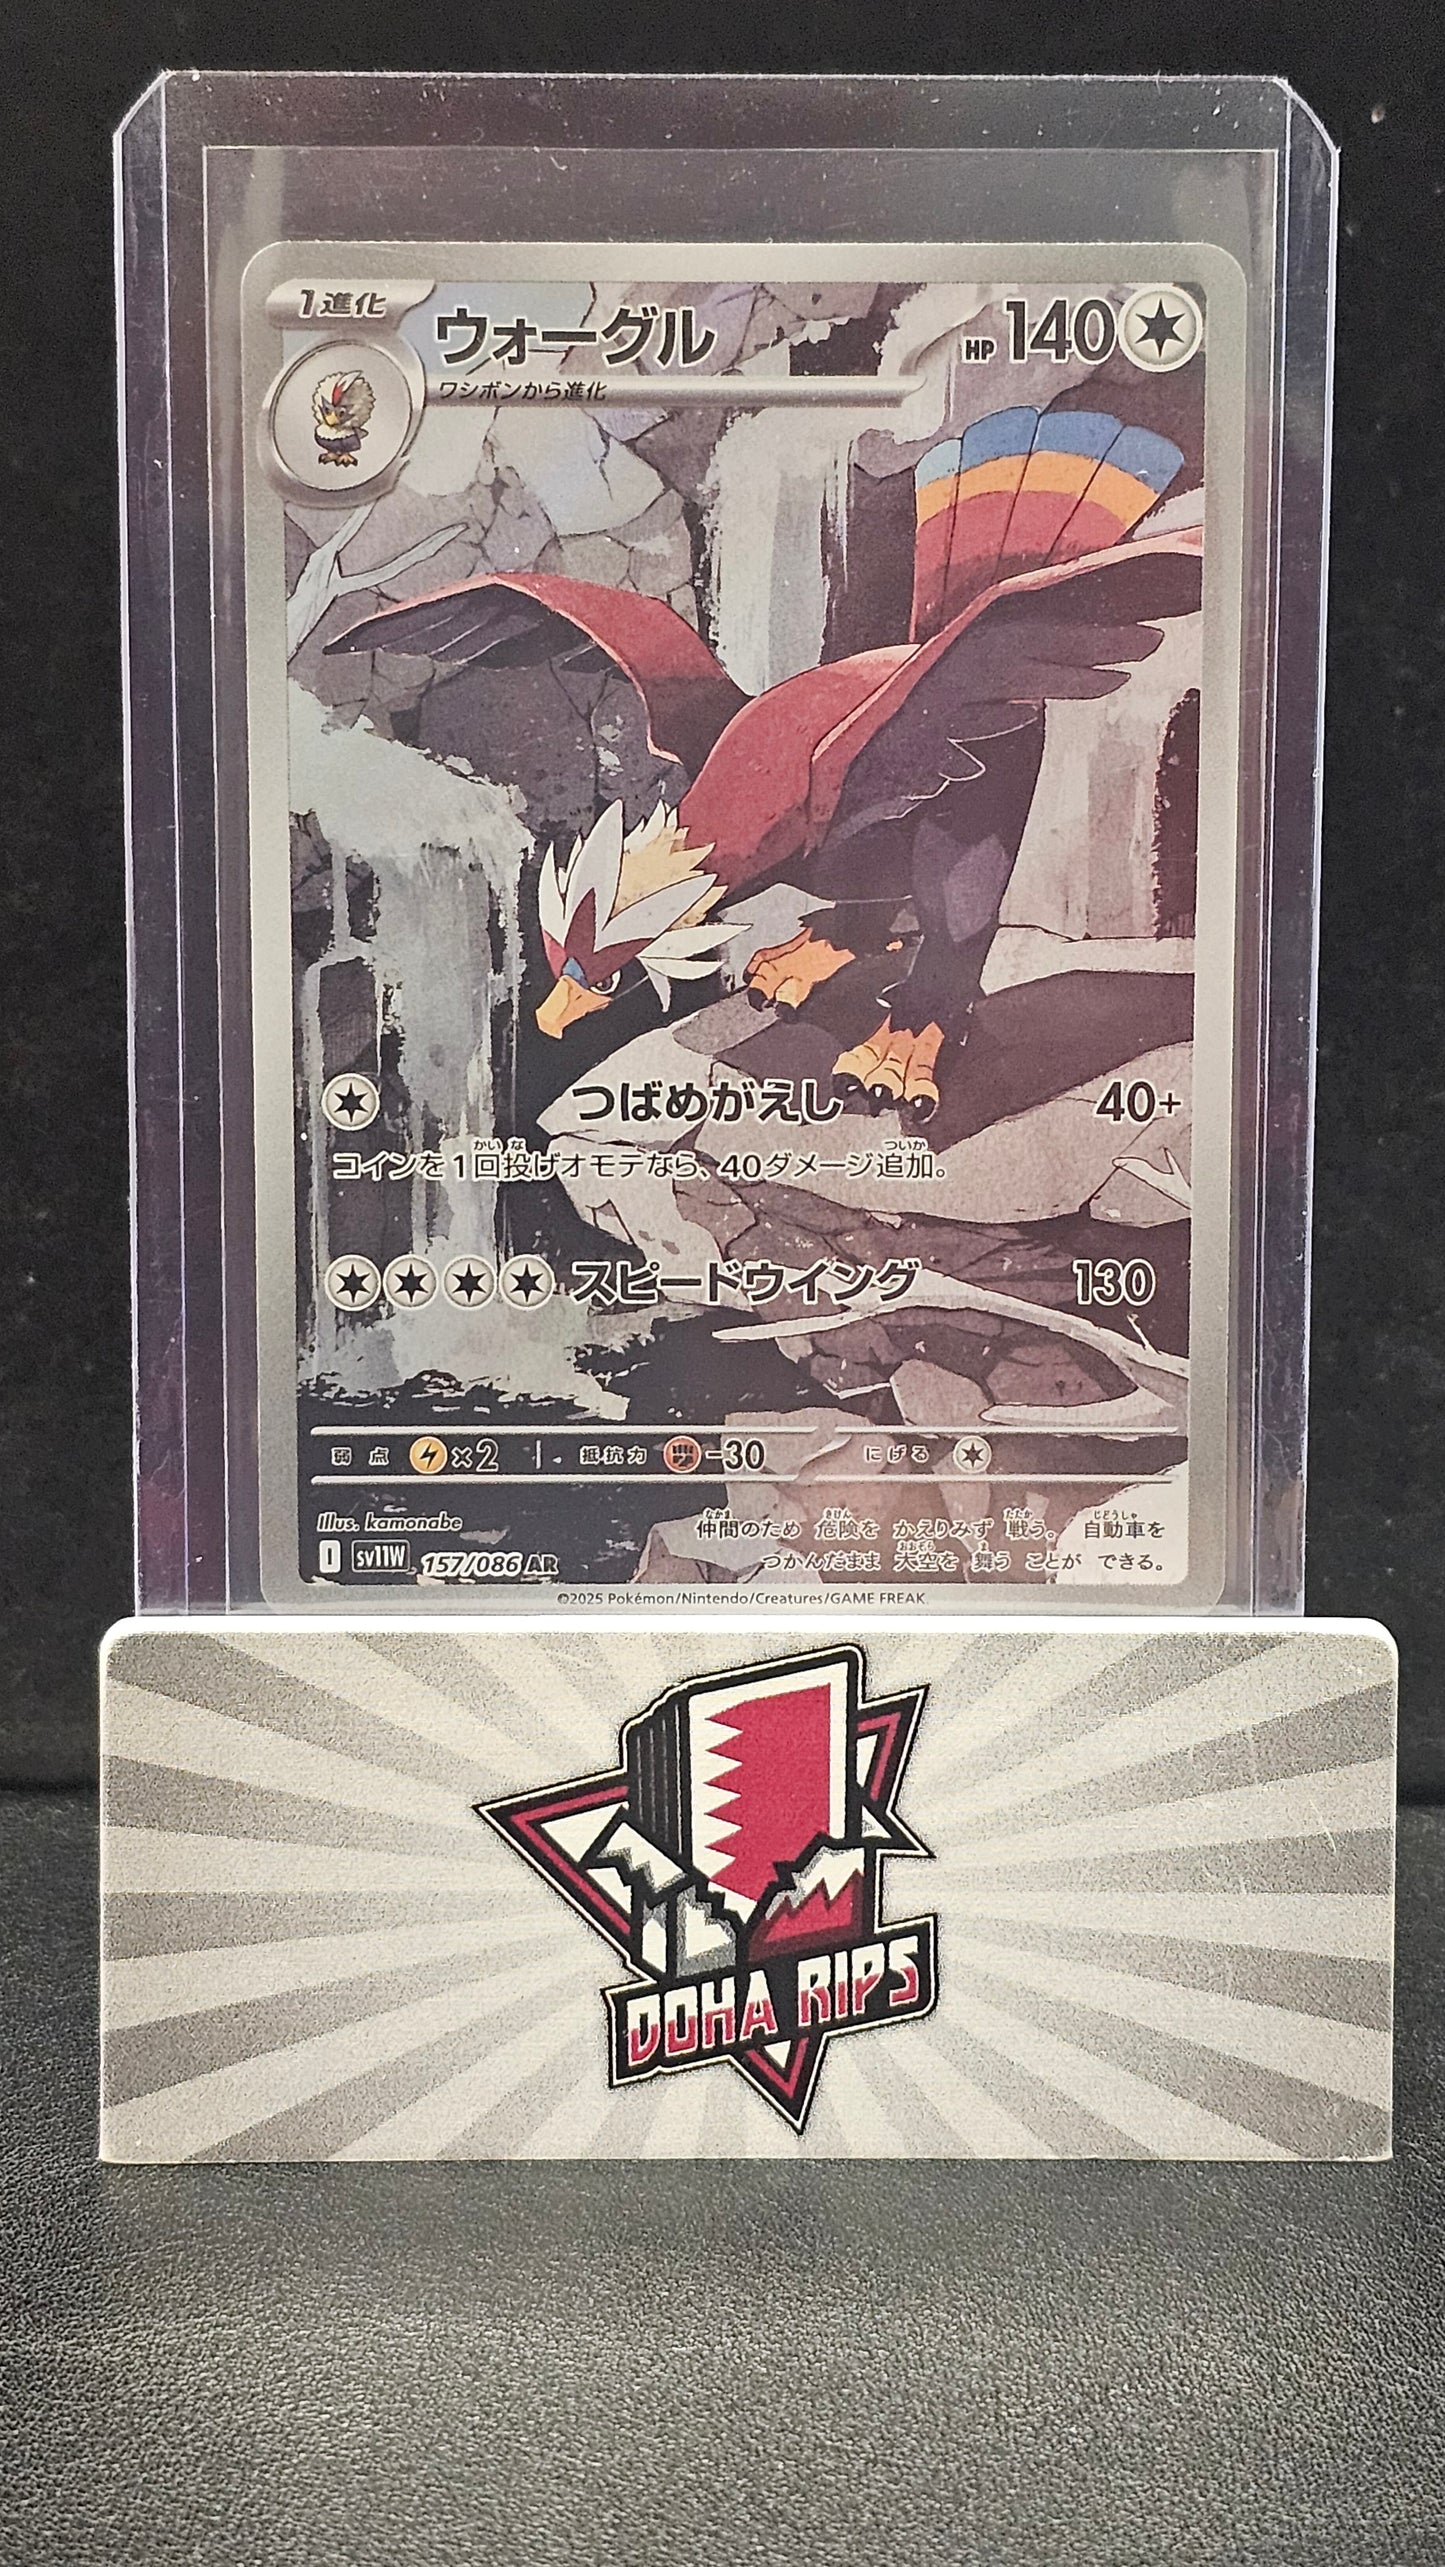 1進化
ウォーグル
HP 140
ワシボンから進化
つばめがえし 40+
コインを1回投げオモテなら、40ダメージ追加。
スピードウイング 130
弱点 ×2 抵抗力 -30 にげる
Illus. kamonabe
仲間のため 危険を かえりみず 戦う。 自動車を
つかんだまま 大空を 舞う ことが できる。
I sv11W 157/086 AR
©2025 Pokémon/Nintendo/Creatures/GAME FREAK
DOHA RIPS